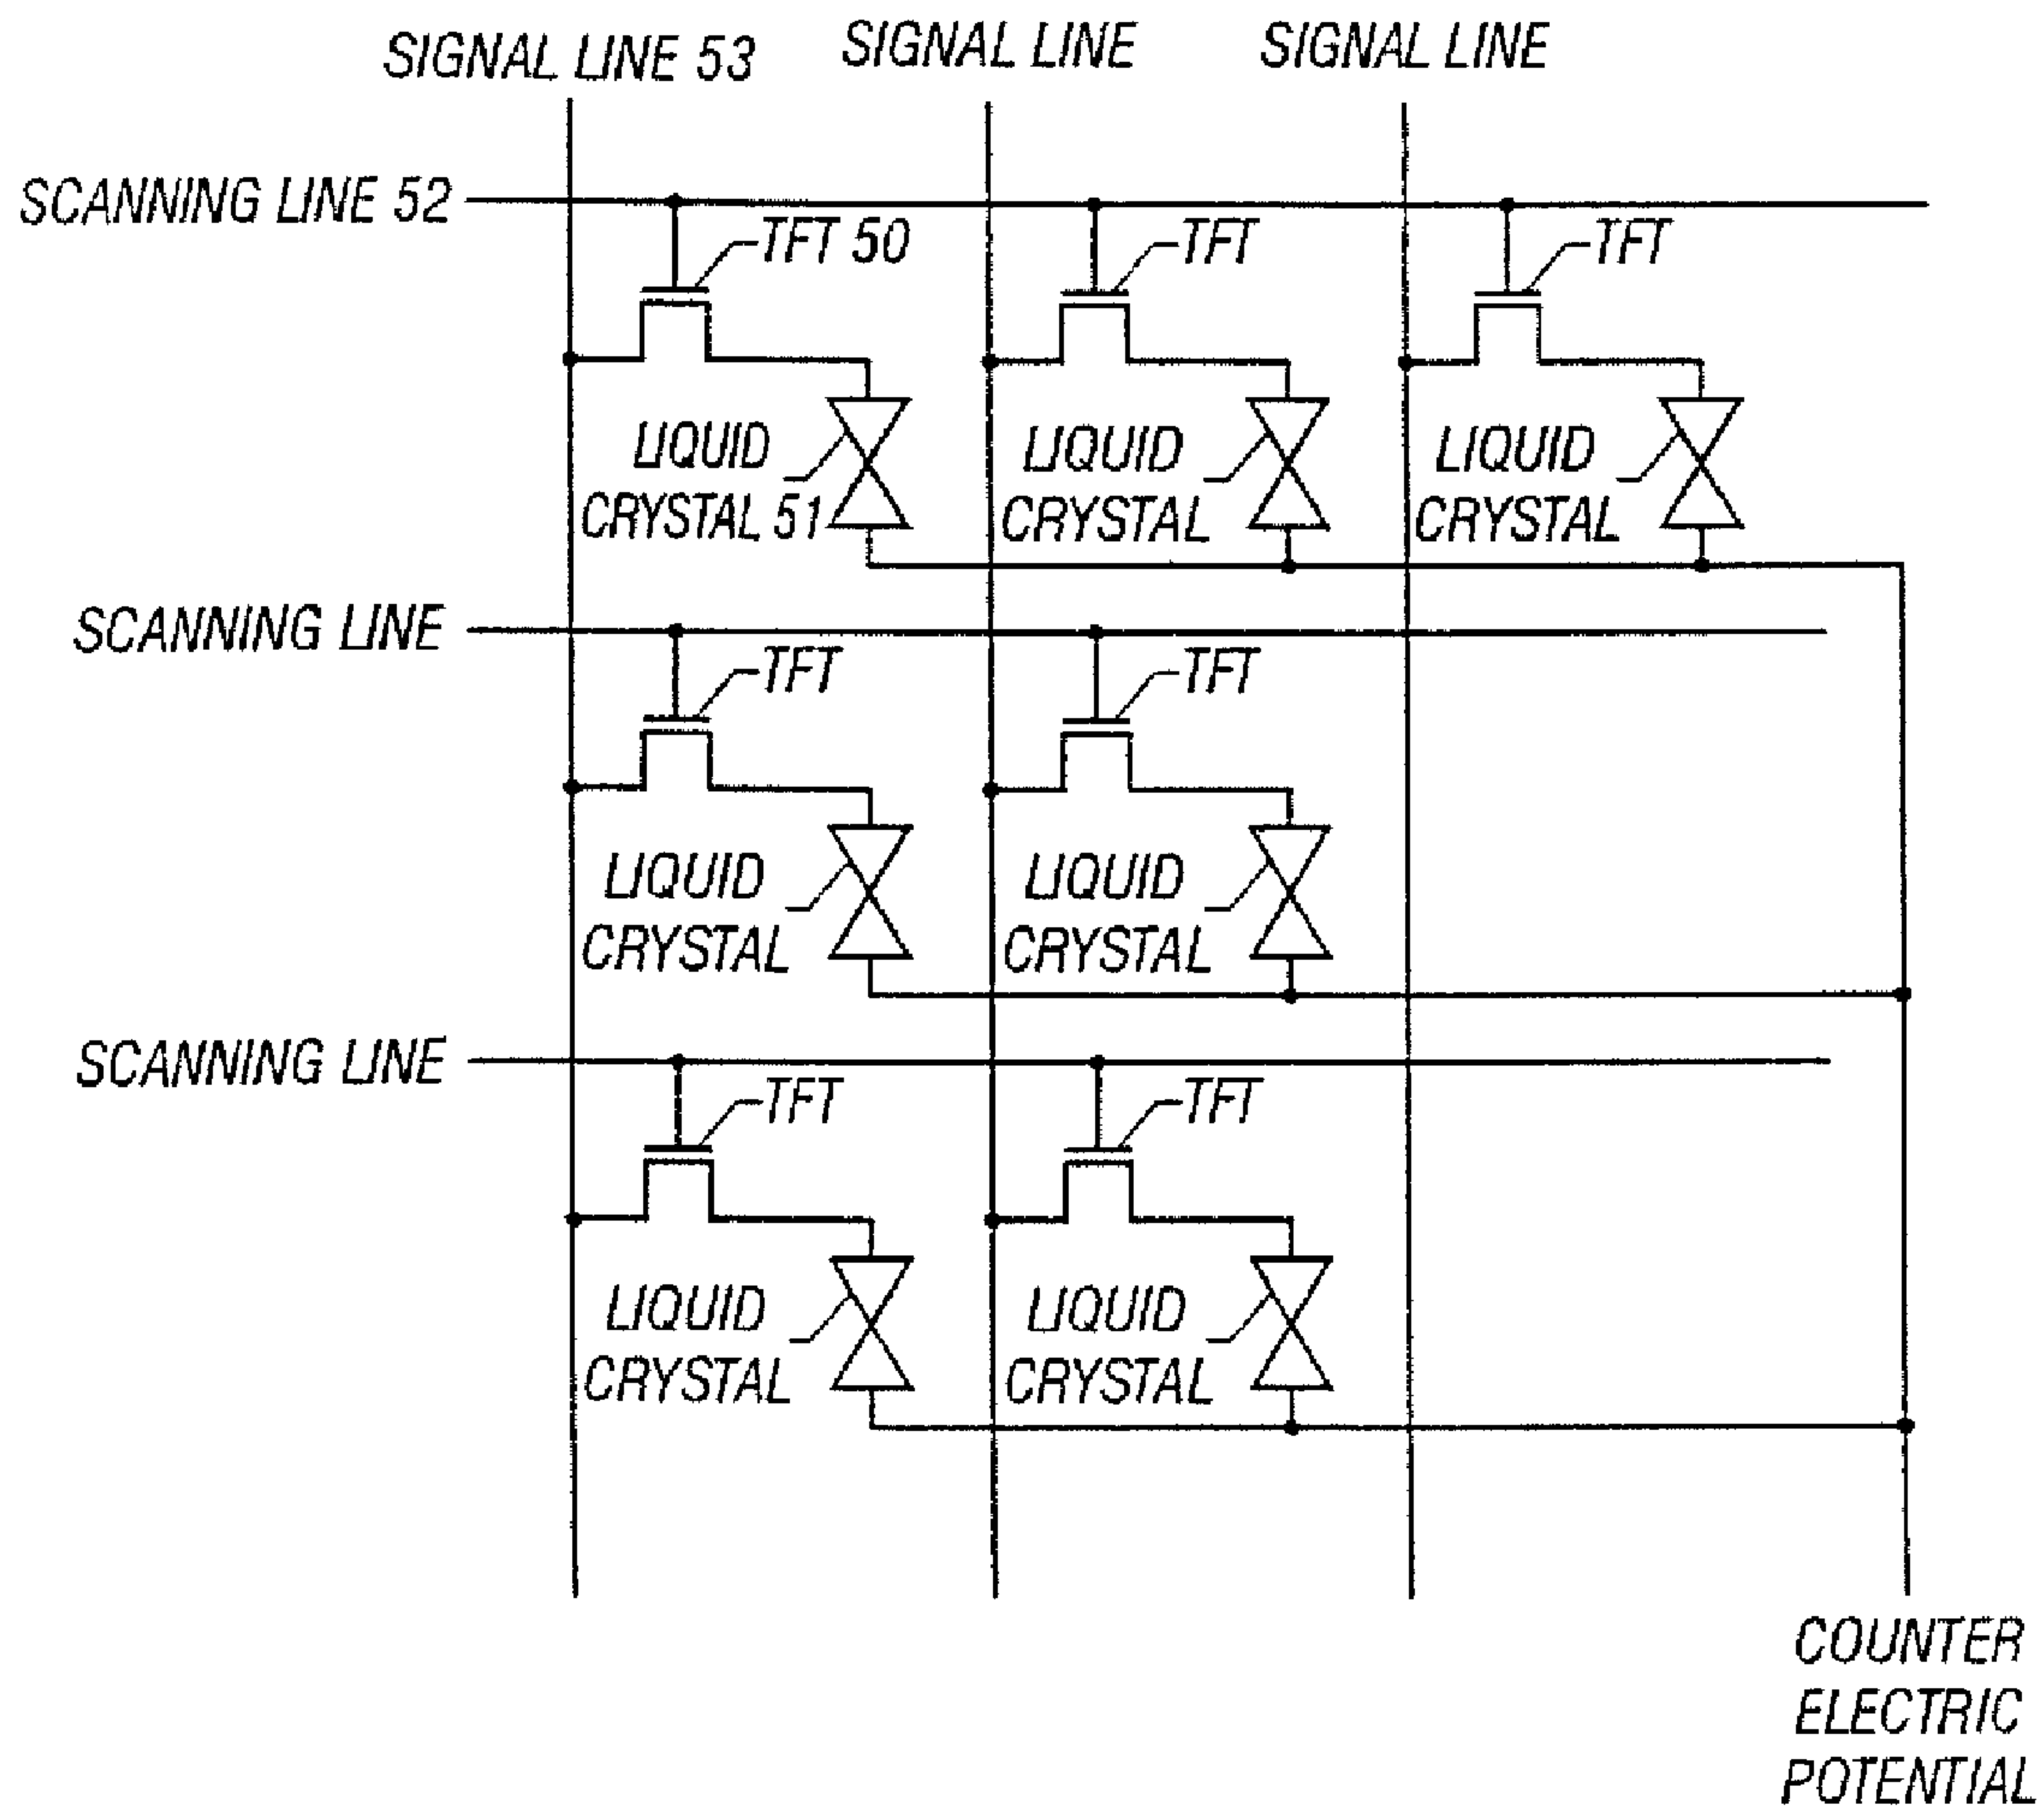 SIGNAL LINE 53
SIGNAL LINE
SIGNAL LINE
SCANNING LINE 52
TFT 50
TFT
TFT
LIQUID
CRYSTAL 51
LIQUID
CRYSTAL
LIQUID
CRYSTAL
SCANNING LINE
TFT
TFT
LIQUID
CRYSTAL
LIQUID
CRYSTAL
SCANNING LINE
TFT
TFT
LIQUID
CRYSTAL
LIQUID
CRYSTAL
COUNTER
ELECTRIC
POTENTIAL